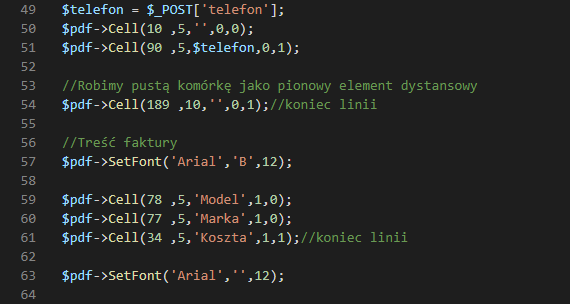 49 $telefon = $_POST['telefon'];
50 $pdf->Cell(10 ,5,'',0,0);
51 $pdf->Cell(90 ,5,$telefon,0,1);
52
53 //Robimy pustą komórkę jako pionowy element dystansowy
54 $pdf->Cell(189 ,10,'',0,1);//koniec linii
55
56 //Treść faktury
57 $pdf->SetFont('Arial','B',12);
58
59 $pdf->Cell(78 ,5,'Model',1,0);
60 $pdf->Cell(77 ,5,'Marka',1,0);
61 $pdf->Cell(34 ,5,'Koszta',1,1);//koniec linii
62
63 $pdf->SetFont('Arial','',12);
64